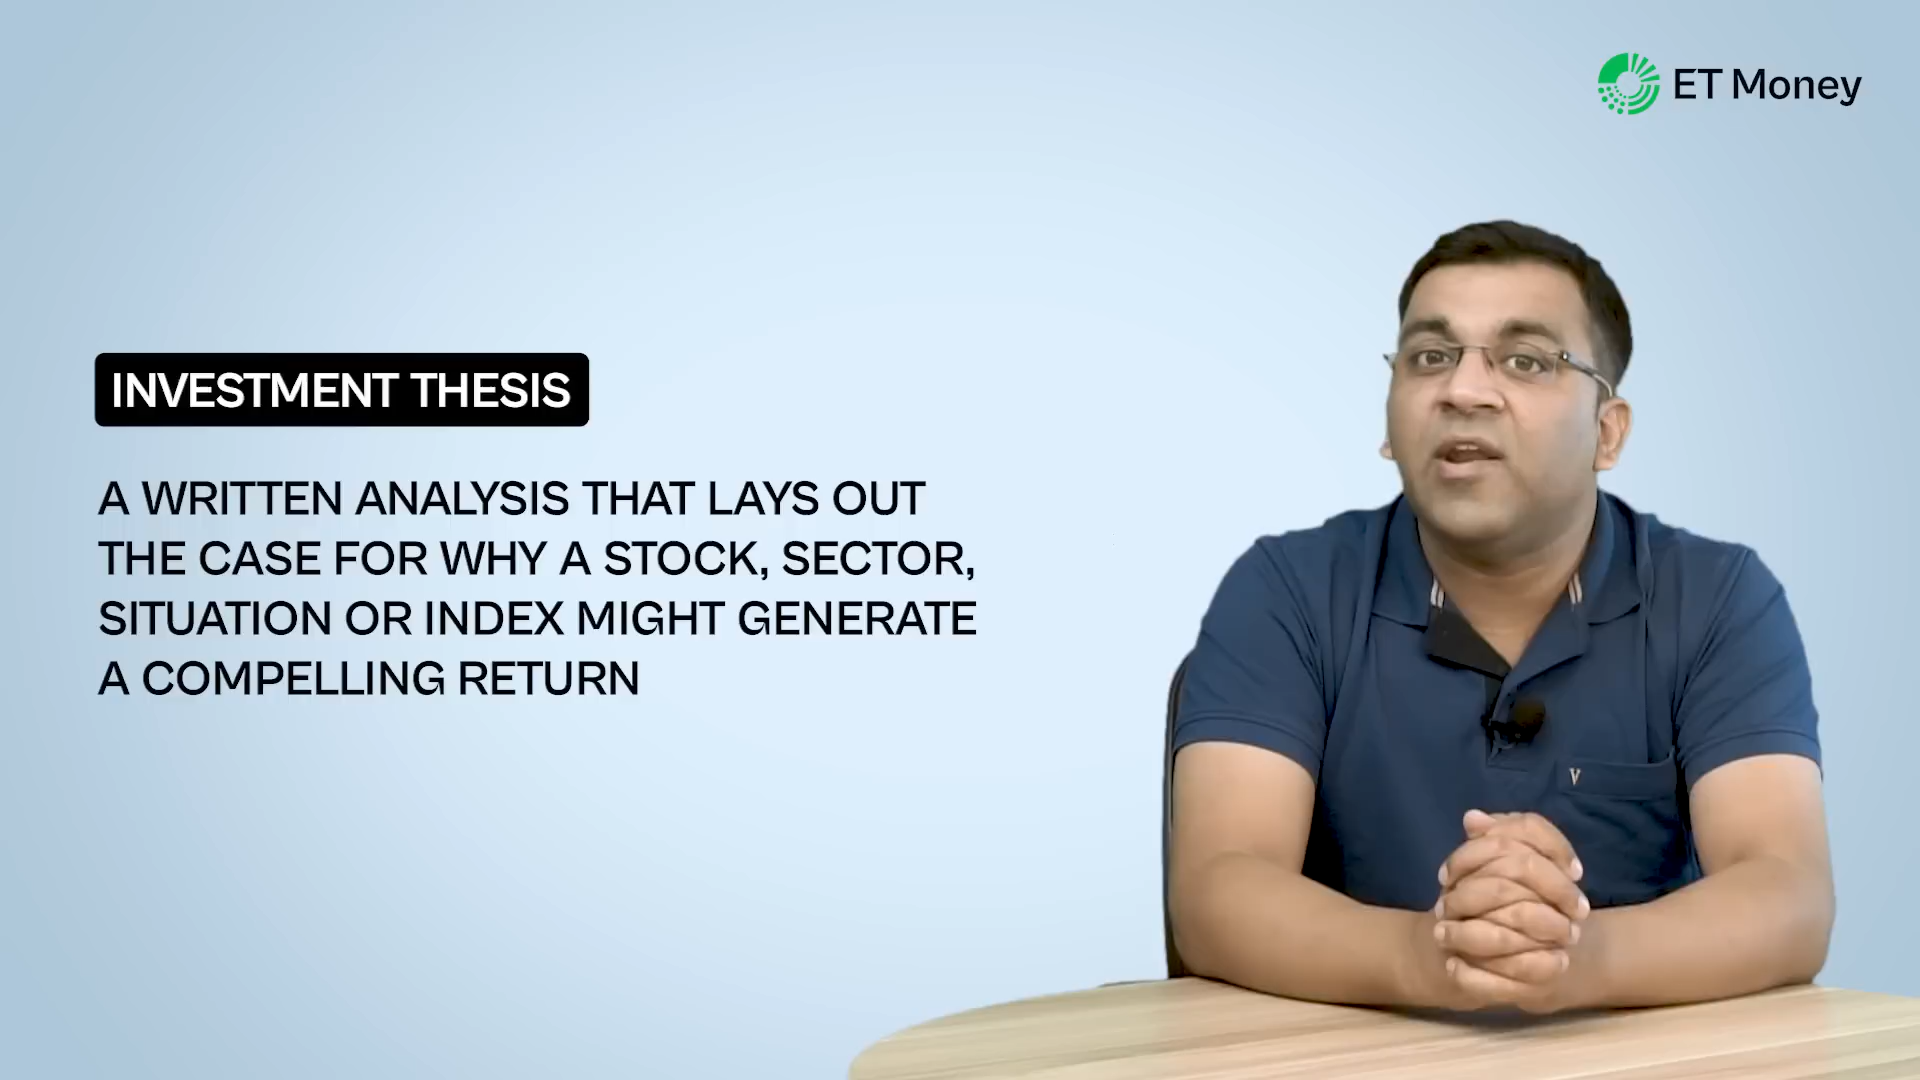 ET Money
INVESTMENT THESIS
A WRITTEN ANALYSIS THAT LAYS OUT
THE CASE FOR WHY A STOCK, SECTOR,
SITUATION OR INDEX MIGHT GENERATE
A COMPELLING RETURN
V